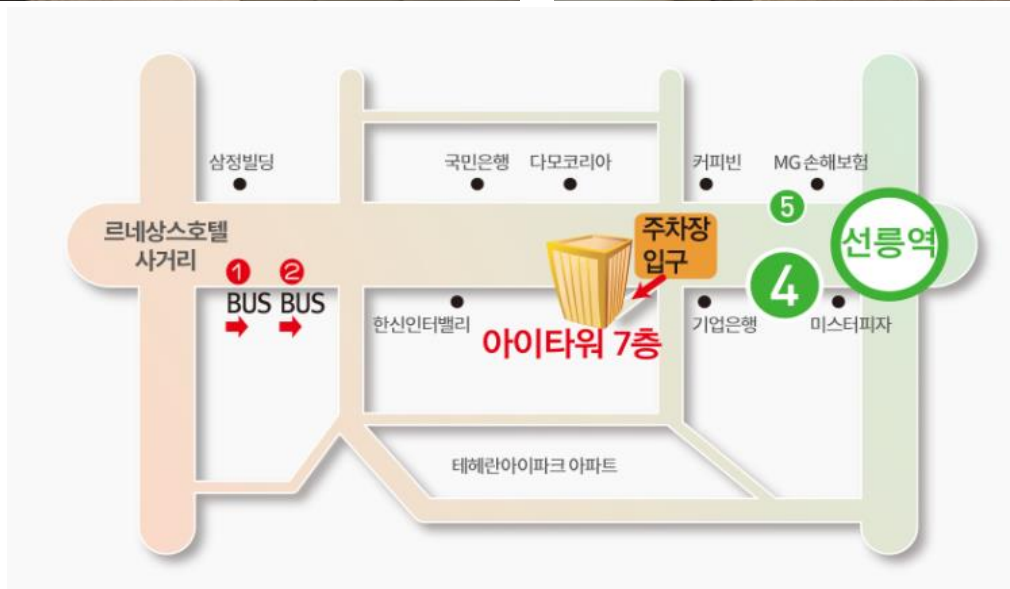 삼정빌딩
국민은행
다모코리아
커피빈
MG 손해보험
5
르네상스호텔
사거리
주차장
입구
선릉역
1
BUS
2
BUS
4
한신인터밸리
아이타워 7층
기업은행
미스터피자
테헤란아이파크 아파트